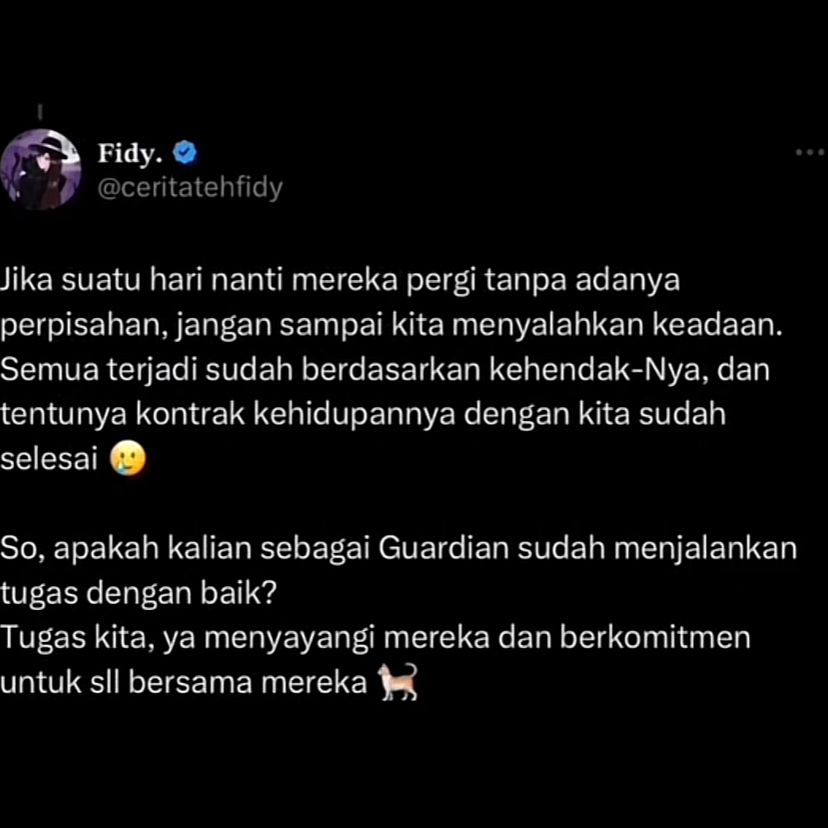 Fidy.
@ceritatehfidy
Jika suatu hari nanti mereka pergi tanpa adanya
perpisahan, jangan sampai kita menyalahkan keadaan.
Semua terjadi sudah berdasarkan kehendak-Nya, dan
tentunya kontrak kehidupannya dengan kita sudah
selesai 🥲
So, apakah kalian sebagai Guardian sudah menjalankan
tugas dengan baik?
Tugas kita, ya menyayangi mereka dan berkomitmen
untuk sll bersama mereka 🐈